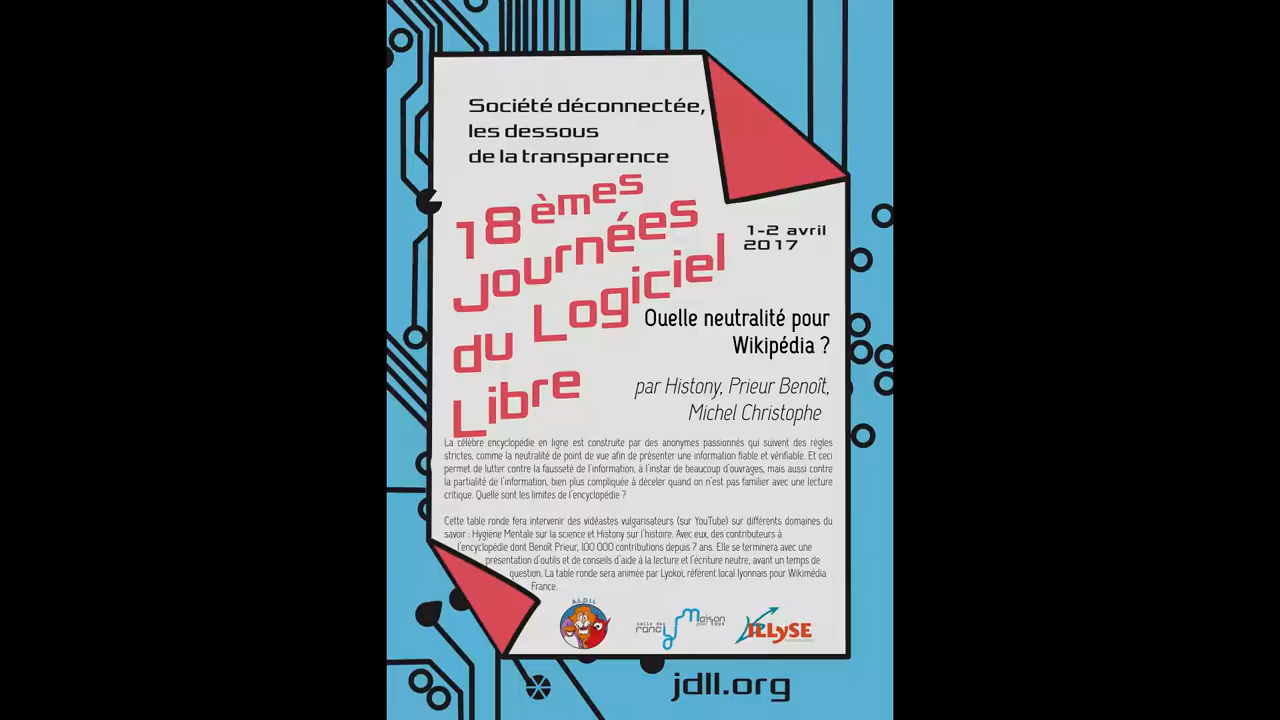 Société déconnectée,
les dessous
de la transparence
18èmes
Journées
du Logiciel
Libre
1-2 avril
2017
Quelle neutralité pour
Wikipédia ?
par Histony, Prieur Benoît,
Michel Christophe
La célèbre encyclopédie en ligne est construite par des anonymes passionnés qui suivent des règles
strictes, comme la neutralité de point de vue afin de présenter une information fiable et vérifiable. Et ceci
permet de lutter contre la fausseté de l'information, à l'instar de beaucoup d'ouvrages, mais aussi contre
la partialité de l'information, bien plus compliquée à déceler quand on n'est pas familier avec une lecture
critique. Quelle sont les limites de l'encyclopédie ?
Cette table ronde fera intervenir des vidéastes vulgarisateurs (sur YouTube) sur différents domaines du
savoir : Hygiène Mentale sur la science et Histony sur l'histoire. Avec eux, des contributeurs à
l'encyclopédie dont Benoît Prieur, 100 000 contributions depuis 7 ans. Elle se terminera avec une
présentation d'outils et de conseils d'aide à la lecture et l'écriture neutre, avant un temps de
question. La table ronde sera animée par Lyokoï, référent local lyonnais pour Wikimédia
France.
A.L.D.I.L
salle des
rancy
Maison
pour tous
ILLySE
jdll.org